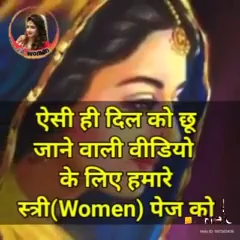 ऐसी ही दिल को छू
जाने वाली वीडियो
के लिए हमारे
स्त्री(Women) पेज को